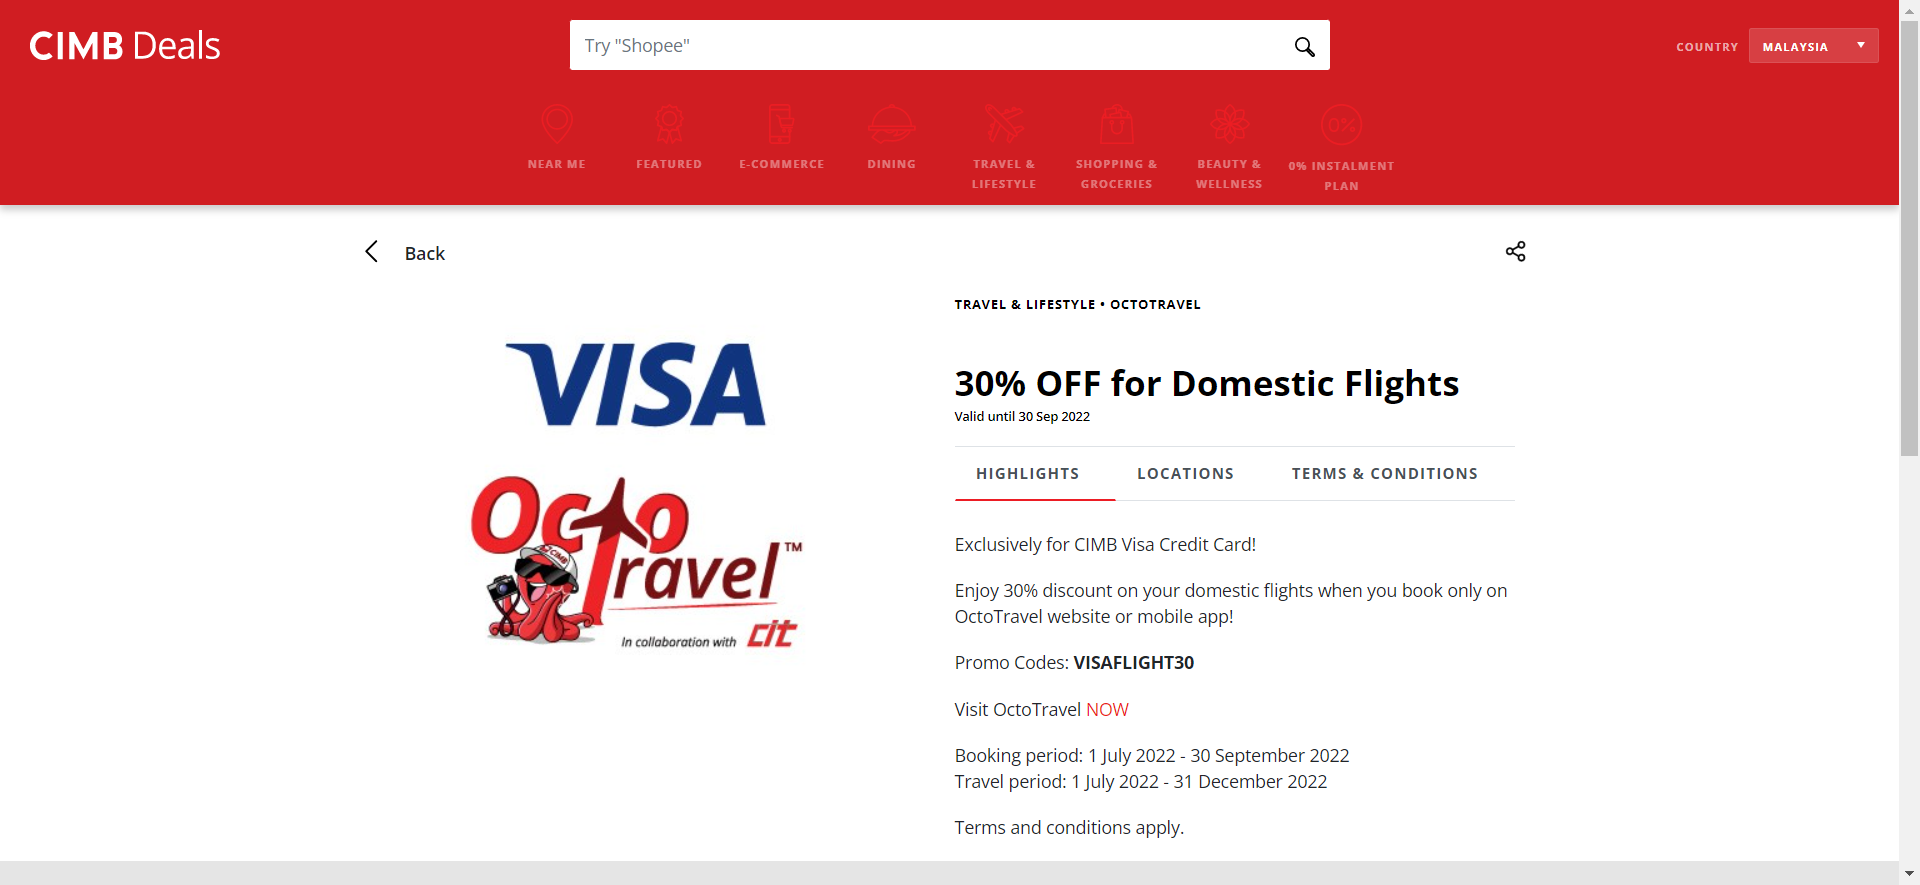 CIMB Deals
Try "Shopee"
COUNTRY
MALAYSIA
NEAR ME
FEATURED
E-COMMERCE
DINING
TRAVEL &
LIFESTYLE
SHOPPING &
GROCERIES
BEAUTY &
WELLNESS
0%
0% INSTALMENT
PLAN
Back
TRAVEL & LIFESTYLE • OCTOTRAVEL
VISA
Octo
Travel™
CIMB
In collaboration with cit
30% OFF for Domestic Flights
Valid until 30 Sep 2022
HIGHLIGHTS
LOCATIONS
TERMS & CONDITIONS
Exclusively for CIMB Visa Credit Card!
Enjoy 30% discount on your domestic flights when you book only on
OctoTravel website or mobile app!
Promo Codes: VISAFLIGHT30
Visit OctoTravel NOW
Booking period: 1 July 2022 - 30 September 2022
Travel period: 1 July 2022 - 31 December 2022
Terms and conditions apply.